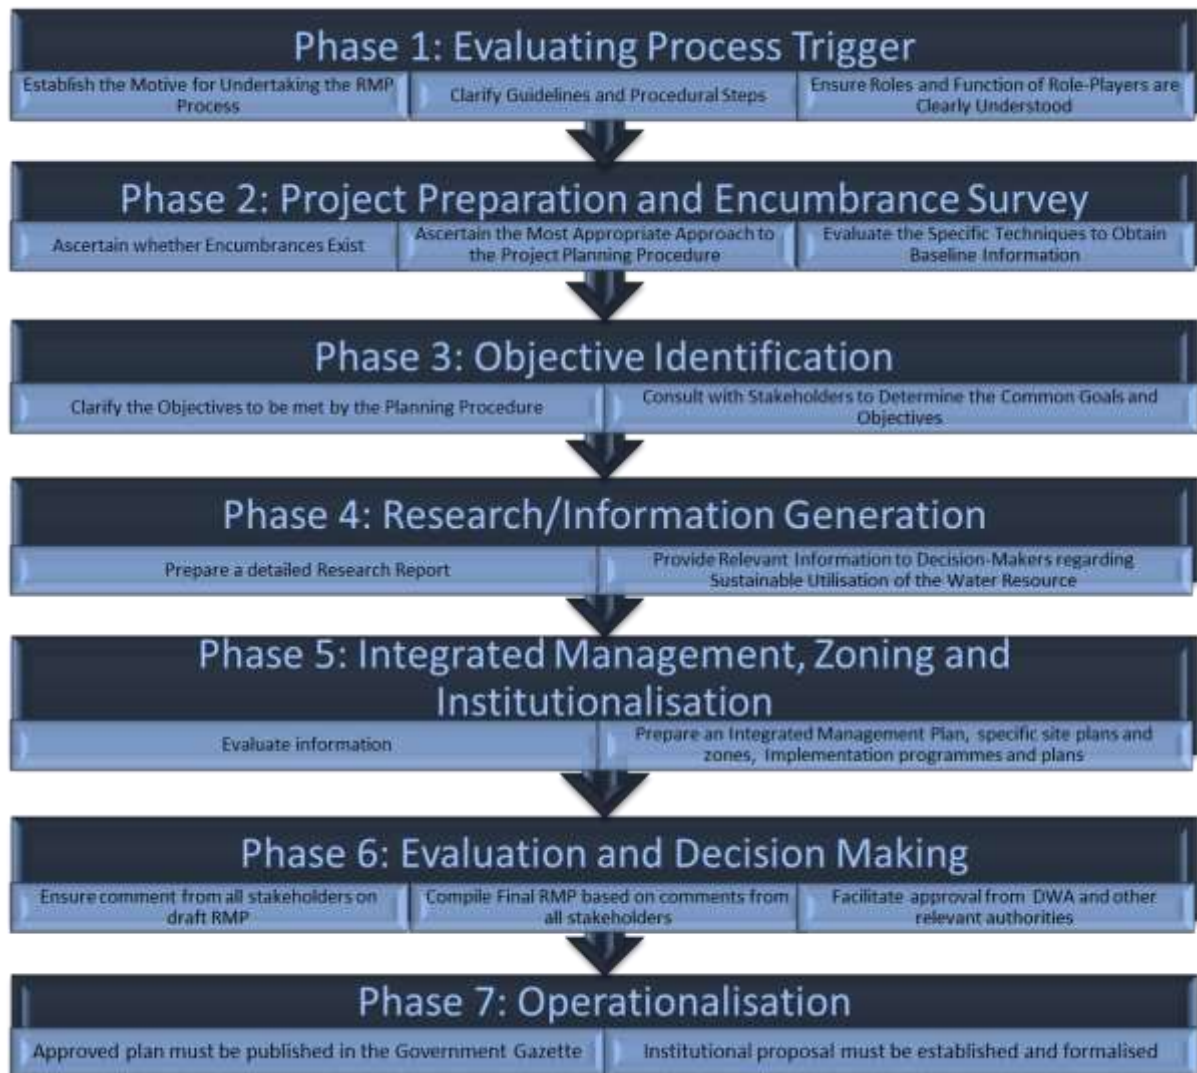 Phase 1: Evaluating Process Trigger
Establish the Motive for Undertaking the RMP
Process
Clarify Guidelines and Procedural Steps
Ensure Roles and Function of Role-Players are
Clearly Understood
Phase 2: Project Preparation and Encumbrance Survey
Ascertain whether Encumbrances Exist
Ascertain the Most Appropriate Approach to
the Project Planning Procedure
Evaluate the Specific Techniques to Obtain
Baseline Information
Phase 3: Objective Identification
Clarify the Objectives to be met by the Planning Procedure
Consult with Stakeholders to Determine the Common Goals and
Objectives
Phase 4: Research/Information Generation
Prepare a detailed Research Report
Provide Relevant Information to Decision-Makers regarding
Sustainable Utilisation of the Water Resource
Phase 5: Integrated Management, Zoning and
Institutionalisation
Evaluate information
Prepare an Integrated Management Plan, specific site plans and
zones, Implementation programmes and plans
Phase 6: Evaluation and Decision Making
Ensure comment from all stakeholders on
draft RMP
Compile Final RMP based on comments from
all stakeholders
Facilitate approval from DWA and other
relevant authorities
Phase 7: Operationalisation
Approved plan must be published in the Government Gazette
Institutional proposal must be established and formalised